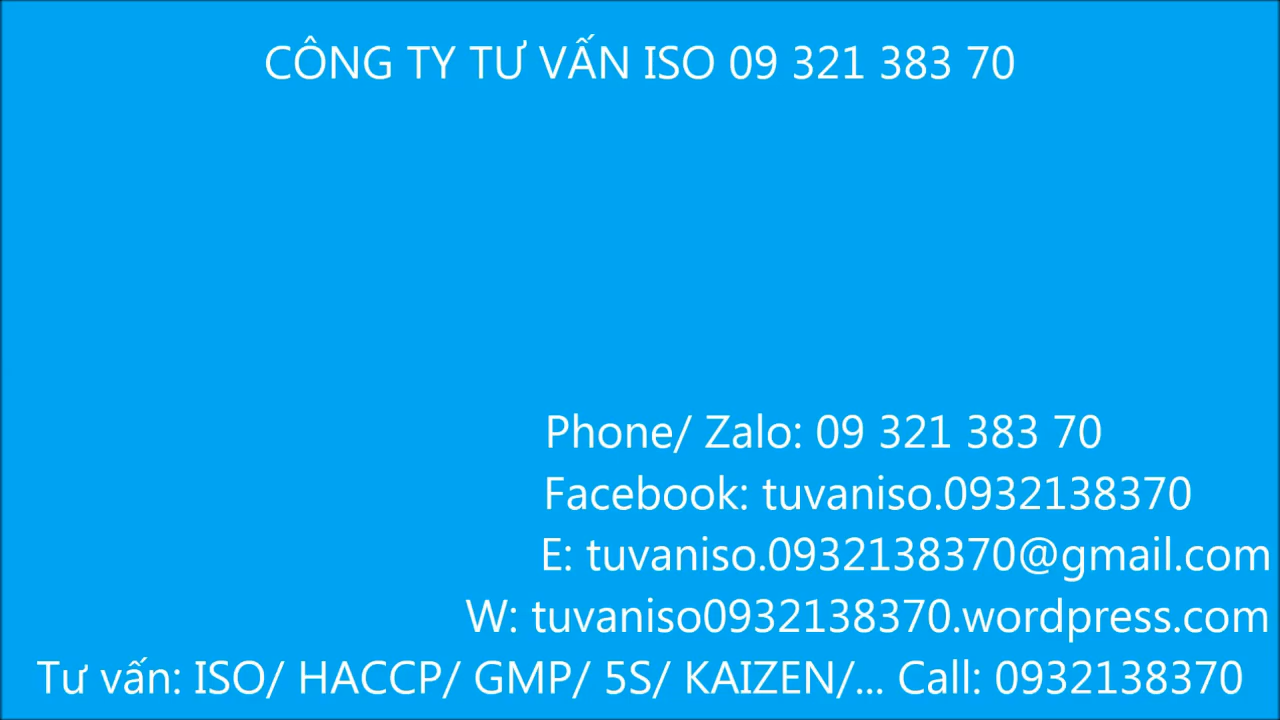 CÔNG TY TƯ VẤN ISO 09 321 383 70
Phone/ Zalo: 09 321 383 70
Facebook: tuvaniso.0932138370
E: tuvaniso.0932138370@gmail.com
W: tuvaniso0932138370.wordpress.com
Tư vấn: ISO/ HACCP/ GMP/ 5S/ KAIZEN/... Call: 0932138370